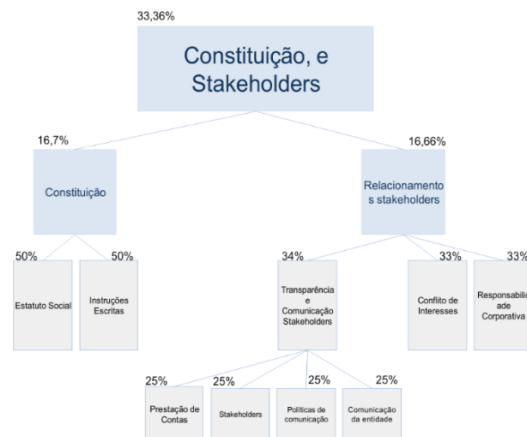 33,36%
Constituição, e
Stakeholders
16,7%
16,66%
Constituição
Relacionamento
s stakeholders
50%
50%
34%
33%
33%
Estatuto Social
Instruções
Escritas
Transparência
e
Comunicação
Stakeholders
Conflito de
Interesses
Responsabilid
ade
Corporativa
25%
25%
25%
25%
Prestação de
Contas
Stakeholders
Políticas de
comunicação
Comunicação
da entidade